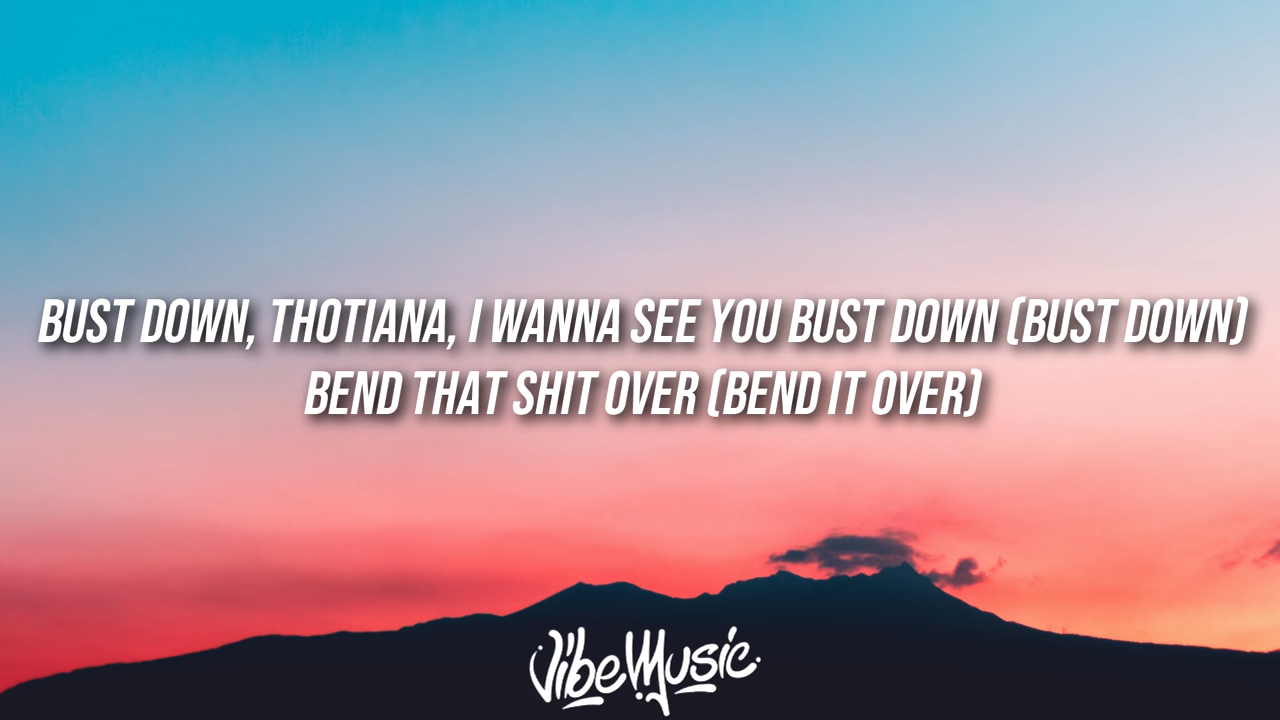 BUST DOWN, THOTIANA, I WANNA SEE YOU BUST DOWN (BUST DOWN)
BEND THAT SHIT OVER (BEND IT OVER)
VibeMusic